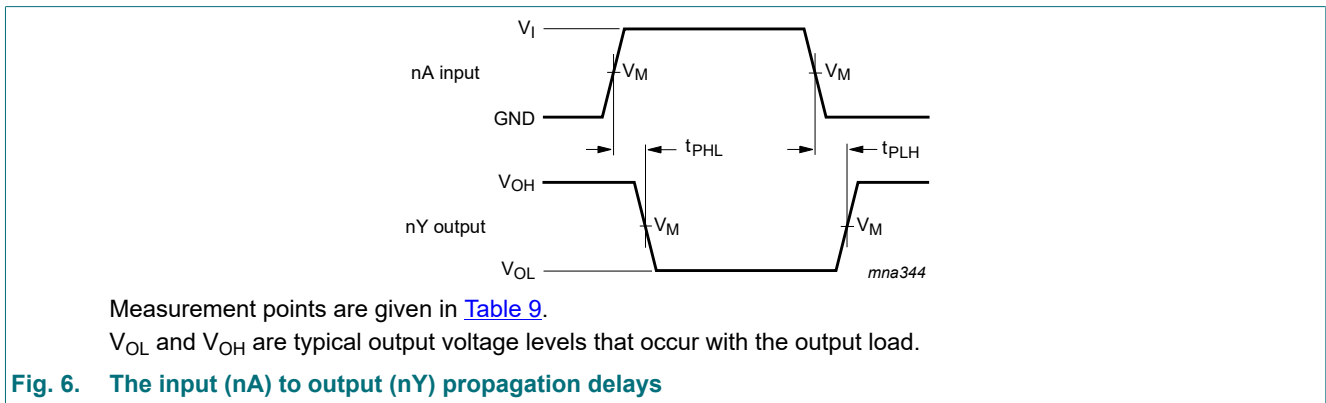 V_I
nA input
V_M
V_M
GND
t_PHL
t_PLH
V_OH
nY output
V_M
V_M
V_OL
mna344
Measurement points are given in Table 9.
V_OL and V_OH are typical output voltage levels that occur with the output load.
Fig. 6. The input (nA) to output (nY) propagation delays